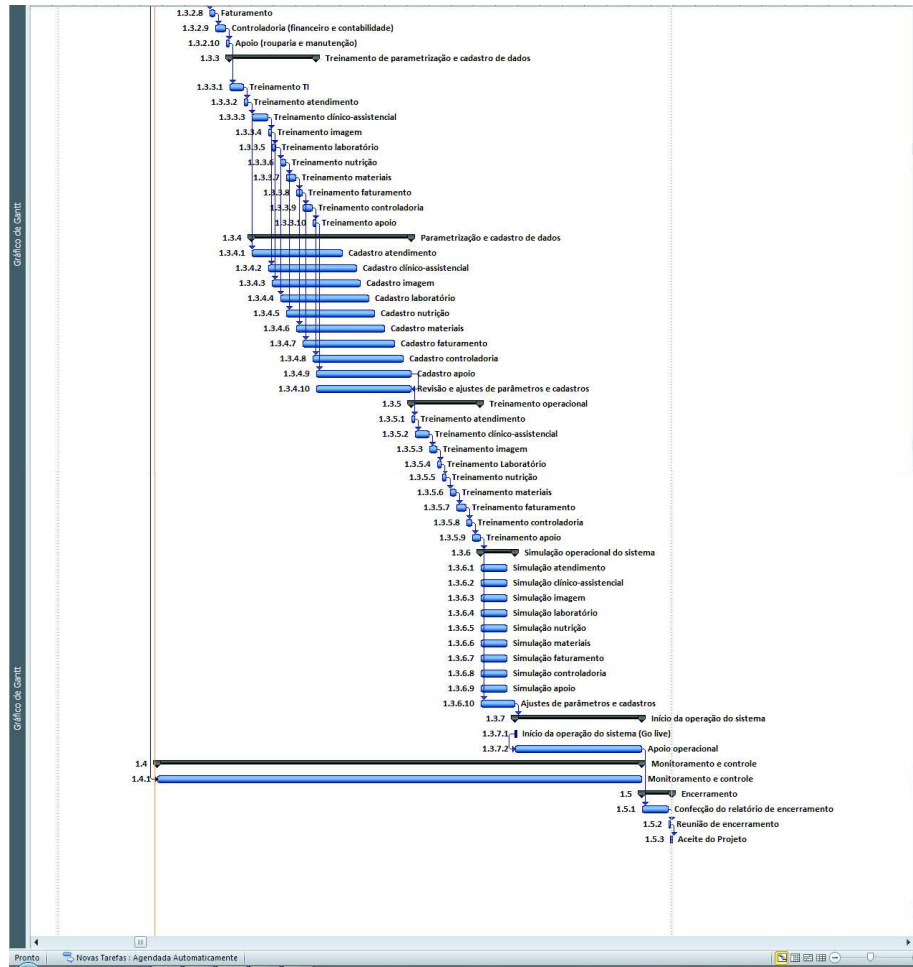 1.3.2.8 Faturamento
1.3.2.9 Controladoria (financeiro e contabilidade)
1.3.2.10 Apoio (rouparia e manutenção)
1.3.3 Treinamento de parametrização e cadastro de dados
1.3.3.1 Treinamento TI
1.3.3.2 Treinamento atendimento
1.3.3.3 Treinamento clínico-assistencial
1.3.3.4 Treinamento imagem
1.3.3.5 Treinamento laboratório
1.3.3.6 Treinamento nutrição
1.3.3.7 Treinamento materiais
1.3.3.8 Treinamento faturamento
1.3.3.9 Treinamento controladoria
1.3.3.10 Treinamento apoio
1.3.4 Parametrização e cadastro de dados
1.3.4.1 Cadastro atendimento
1.3.4.2 Cadastro clínico-assistencial
1.3.4.3 Cadastro imagem
1.3.4.4 Cadastro laboratório
1.3.4.5 Cadastro nutrição
1.3.4.6 Cadastro materiais
1.3.4.7 Cadastro faturamento
1.3.4.8 Cadastro controladoria
1.3.4.9 Cadastro apoio
1.3.4.10 Revisão e ajustes de parâmetros e cadastros
1.3.5 Treinamento operacional
1.3.5.1 Treinamento atendimento
1.3.5.2 Treinamento clínico-assistencial
1.3.5.3 Treinamento imagem
1.3.5.4 Treinamento Laboratório
1.3.5.5 Treinamento nutrição
1.3.5.6 Treinamento materiais
1.3.5.7 Treinamento faturamento
1.3.5.8 Treinamento controladoria
1.3.5.9 Treinamento apoio
1.3.6 Simulação operacional do sistema
1.3.6.1 Simulação atendimento
1.3.6.2 Simulação clínico-assistencial
1.3.6.3 Simulação imagem
1.3.6.4 Simulação laboratório
1.3.6.5 Simulação nutrição
1.3.6.6 Simulação materiais
1.3.6.7 Simulação faturamento
1.3.6.8 Simulação controladoria
1.3.6.9 Simulação apoio
1.3.6.10 Ajustes de parâmetros e cadastros
1.3.7 Início da operação do sistema
1.3.7.1 Início da operação do sistema (Go live)
1.3.7.2 Apoio operacional
1.4 Monitoramento e controle
1.4.1 Monitoramento e controle
1.5 Encerramento
1.5.1 Confecção do relatório de encerramento
1.5.2 Reunião de encerramento
1.5.3 Aceite do Projeto
Gráfico de Gantt
Gráfico de Gantt
Pronto Novas Tarefas : Agendada Automaticamente